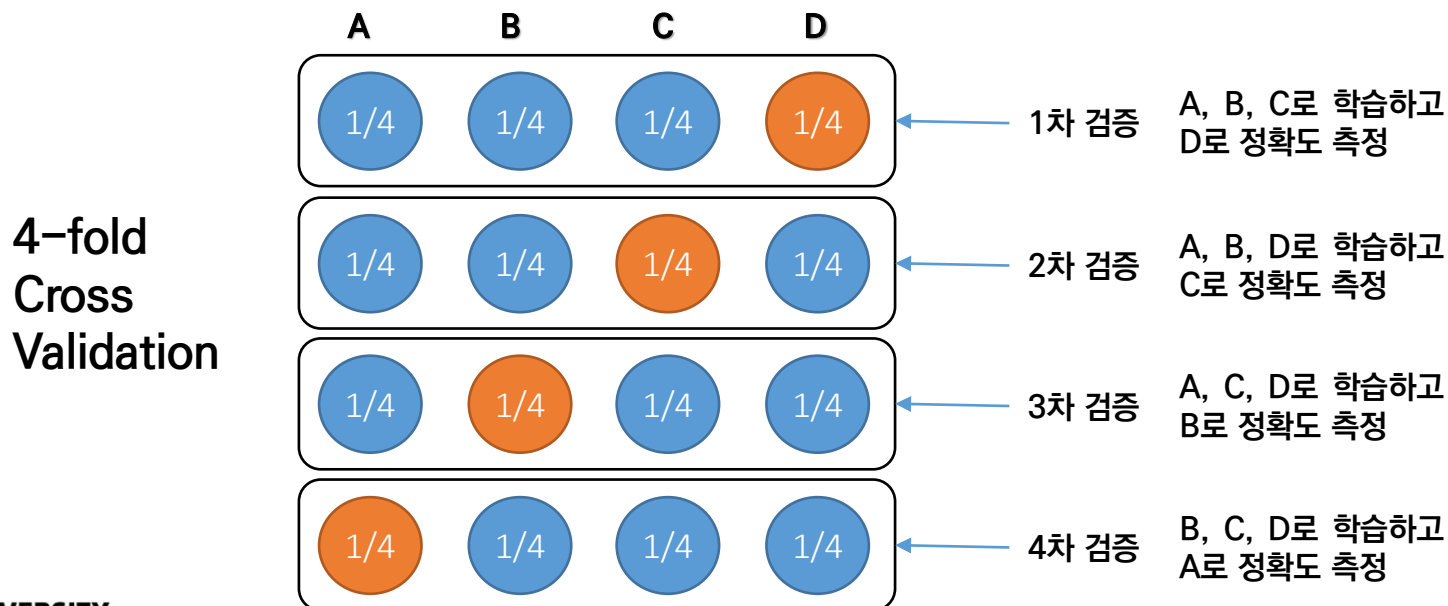 A B C D
1/4 1/4 1/4 1/4
1차 검증
A, B, C로 학습하고
D로 정확도 측정
4-fold
Cross
Validation
1/4 1/4 1/4 1/4
2차 검증
A, B, D로 학습하고
C로 정확도 측정
1/4 1/4 1/4 1/4
3차 검증
A, C, D로 학습하고
B로 정확도 측정
1/4 1/4 1/4 1/4
4차 검증
B, C, D로 학습하고
A로 정확도 측정